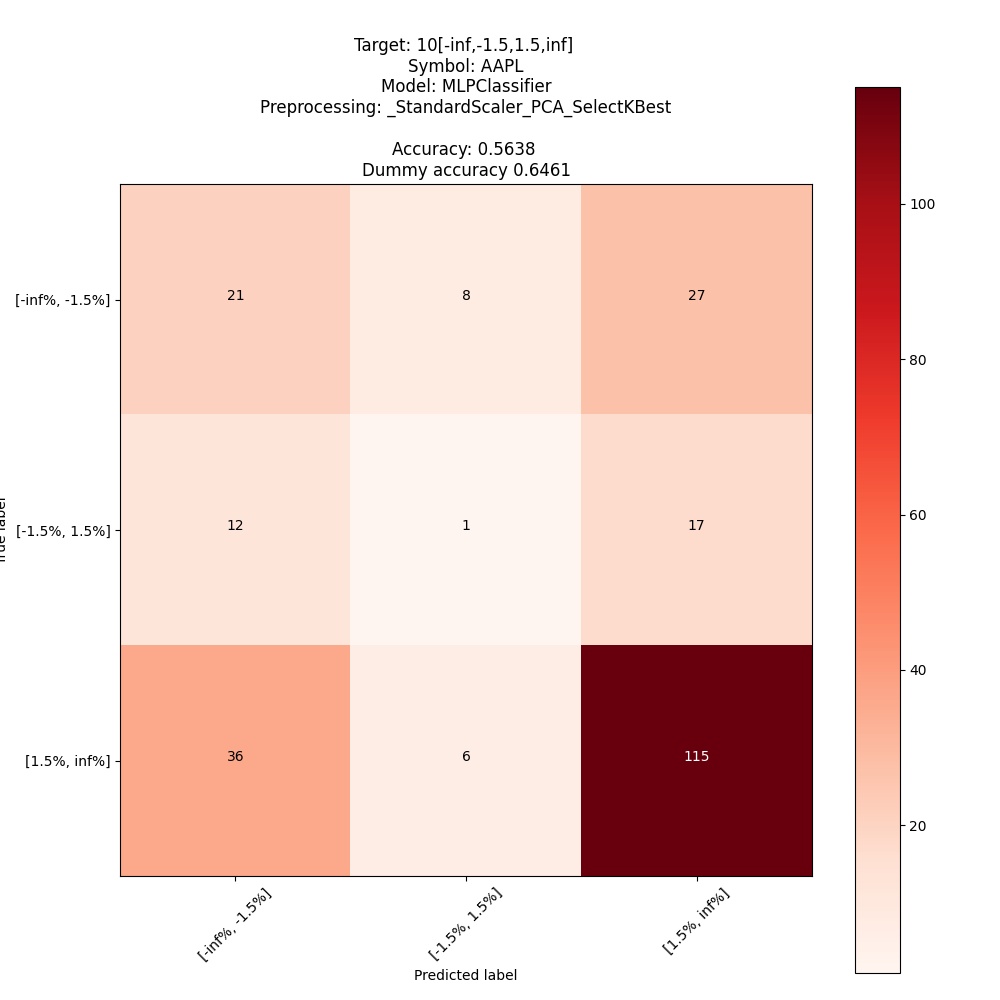 Target: 10[-inf,-1.5,1.5,inf]
Symbol: AAPL
Model: MLPClassifier
Preprocessing: _StandardScaler_PCA_SelectKBest
Accuracy: 0.5638
Dummy accuracy 0.6461
100
80
60
40
20
[-inf%, -1.5%]
21
8
27
[-1.5%, 1.5%]
12
1
17
[1.5%, inf%]
36
6
115
[-inf%, -1.5%]
[-1.5%, 1.5%]
[1.5%, inf%]
Predicted label